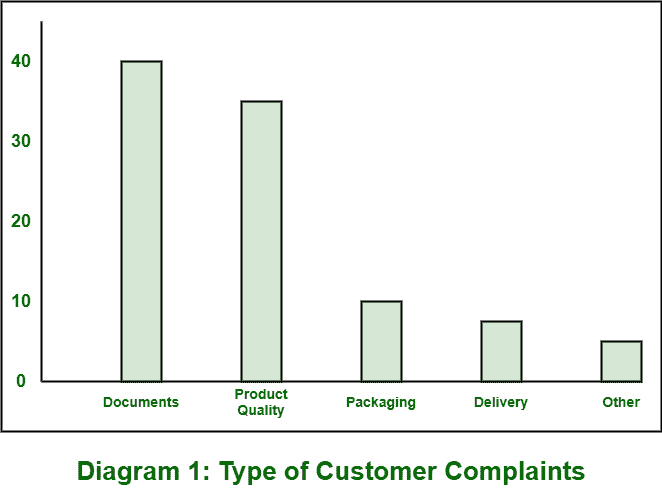 40
30
20
10
0
Documents
Product
Quality
Packaging
Delivery
Other
Diagram 1: Type of Customer Complaints